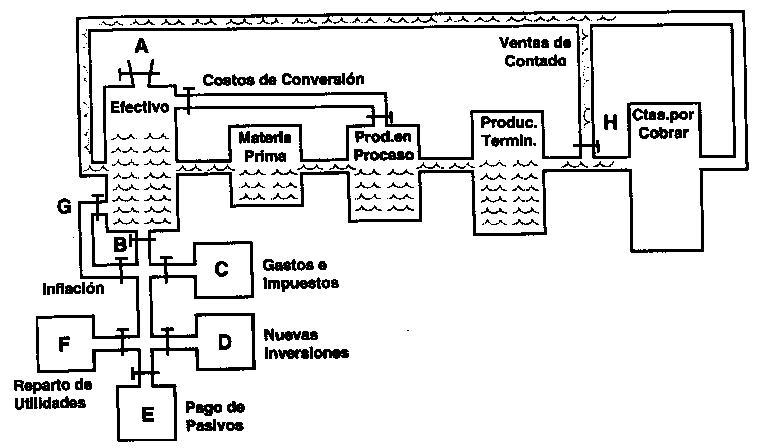 A
Efectivo
Costos de Conversión
Ventas de
Contado
Materia
Prima
Prod.en
Procaso
Produc.
Termin.
H
Ctas.por
Cobrar
G
B
Inflación
C
Gastos e
Impuestos
F
D
Nuevas
Inversiones
Reparto de
Utilidades
E
Pago de
Pasivos